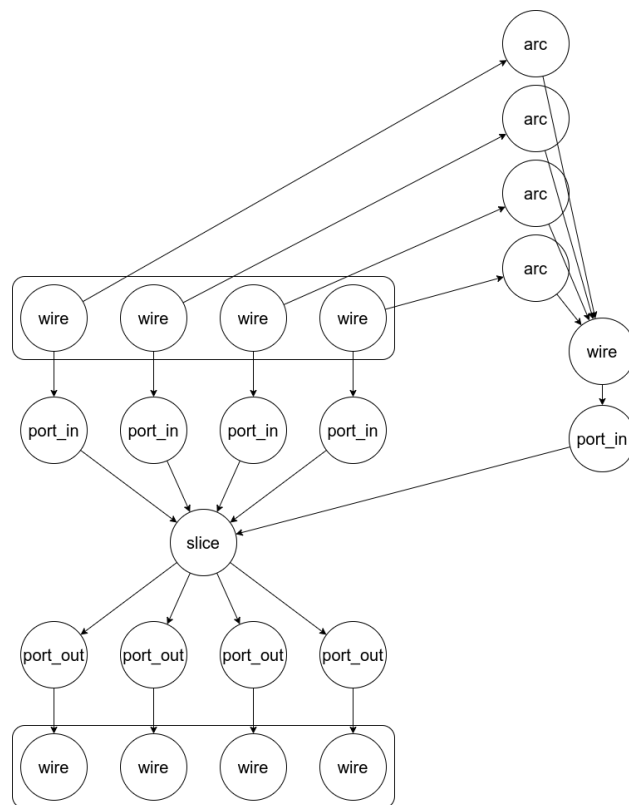 arc
arc
arc
arc
wire wire wire wire
wire
port_in port_in port_in port_in
port_in
slice
port_out port_out port_out port_out
wire wire wire wire